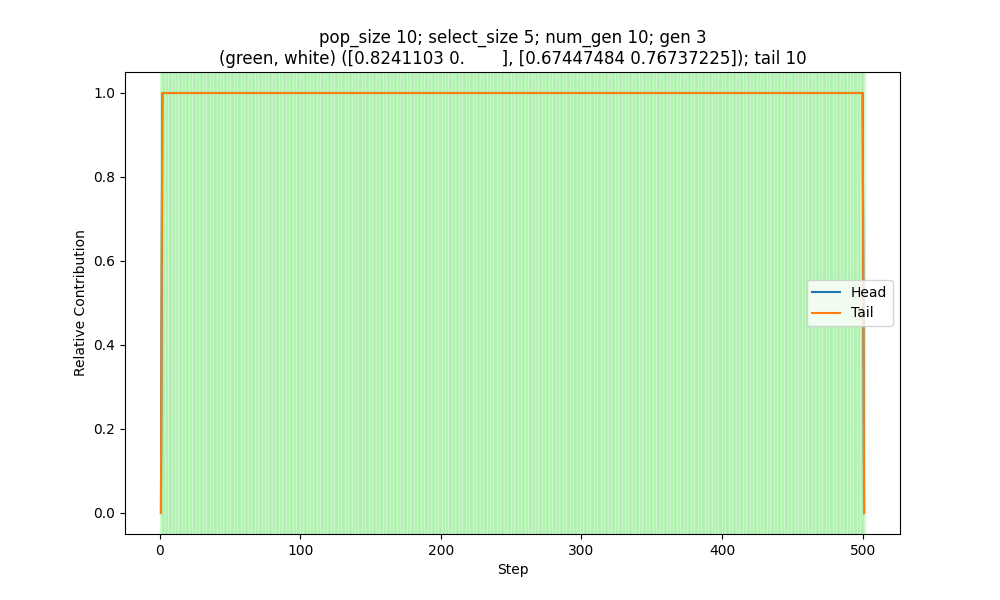 pop_size 10; select_size 5; num_gen 10; gen 3
(green, white) ([0.8241103 0.       ], [0.67447484 0.76737225]); tail 10
1.0
0.8
0.6
0.4
0.2
0.0
Relative Contribution
Head
Tail
0 100 200 300 400 500
Step